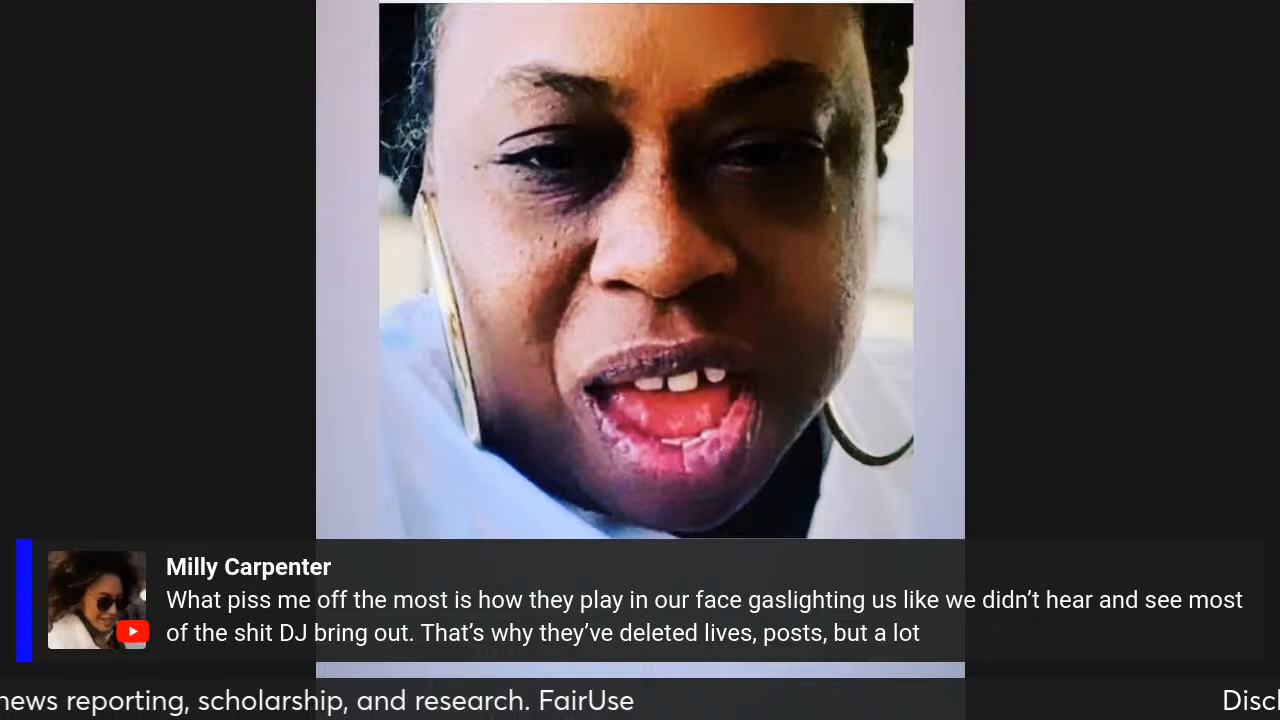 Milly Carpenter
What piss me off the most is how they play in our face gaslighting us like we didn’t hear and see most
of the shit DJ bring out. That’s why they’ve deleted lives, posts, but a lot
news reporting, scholarship, and research. FairUse